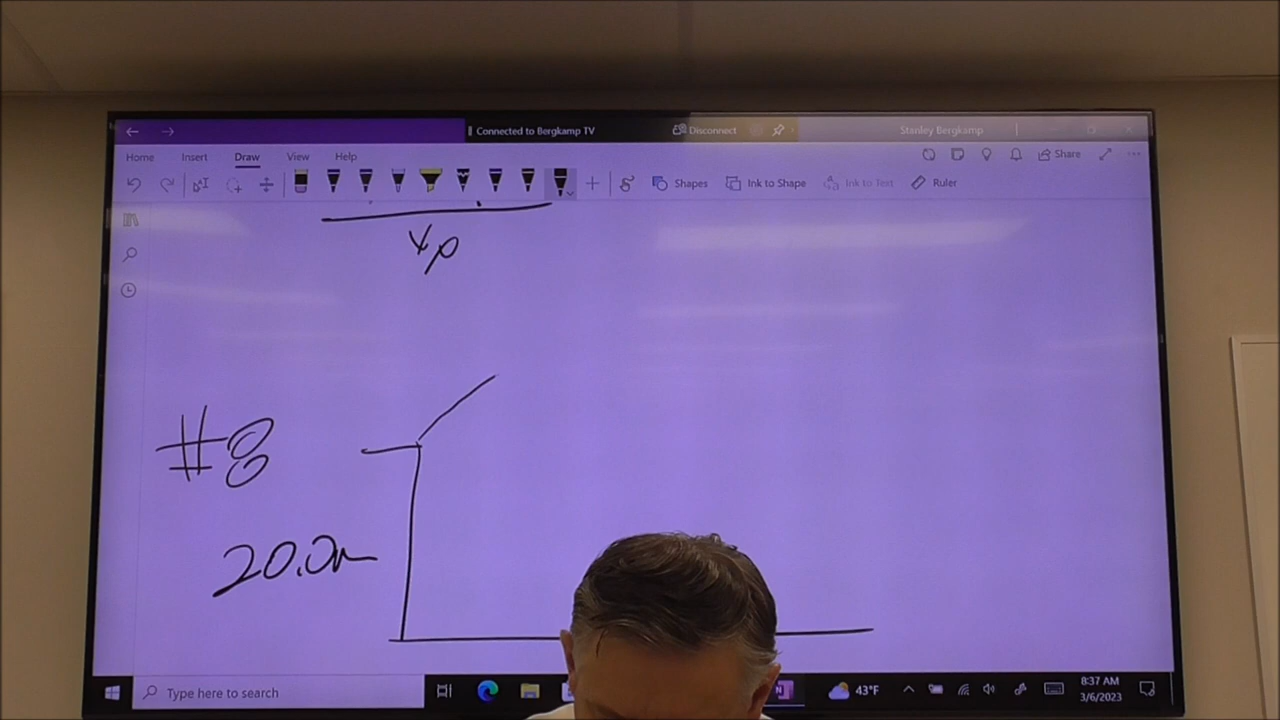 Connected to Bergkamp TV
Disconnect
Stanley Bergkamp
Home Insert Draw View Help
Share
Shapes Ink to Shape Ink to Text Ruler
#8
20.0m
Type here to search
43°F
8:37 AM
3/6/2023